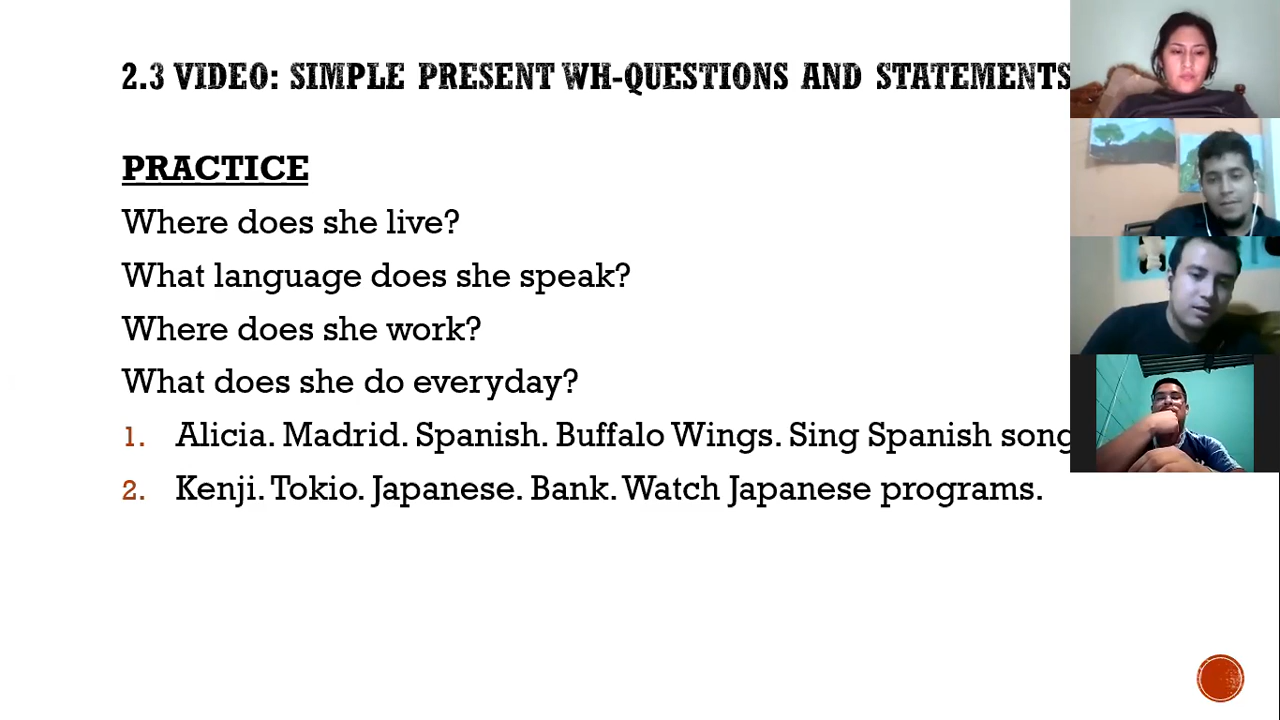 2.3 VIDEO: SIMPLE PRESENT WH-QUESTIONS AND STATEMENTS
PRACTICE
Where does she live?
What language does she speak?
Where does she work?
What does she do everyday?
1. Alicia. Madrid. Spanish. Buffalo Wings. Sing Spanish song
2. Kenji. Tokio. Japanese. Bank. Watch Japanese programs.